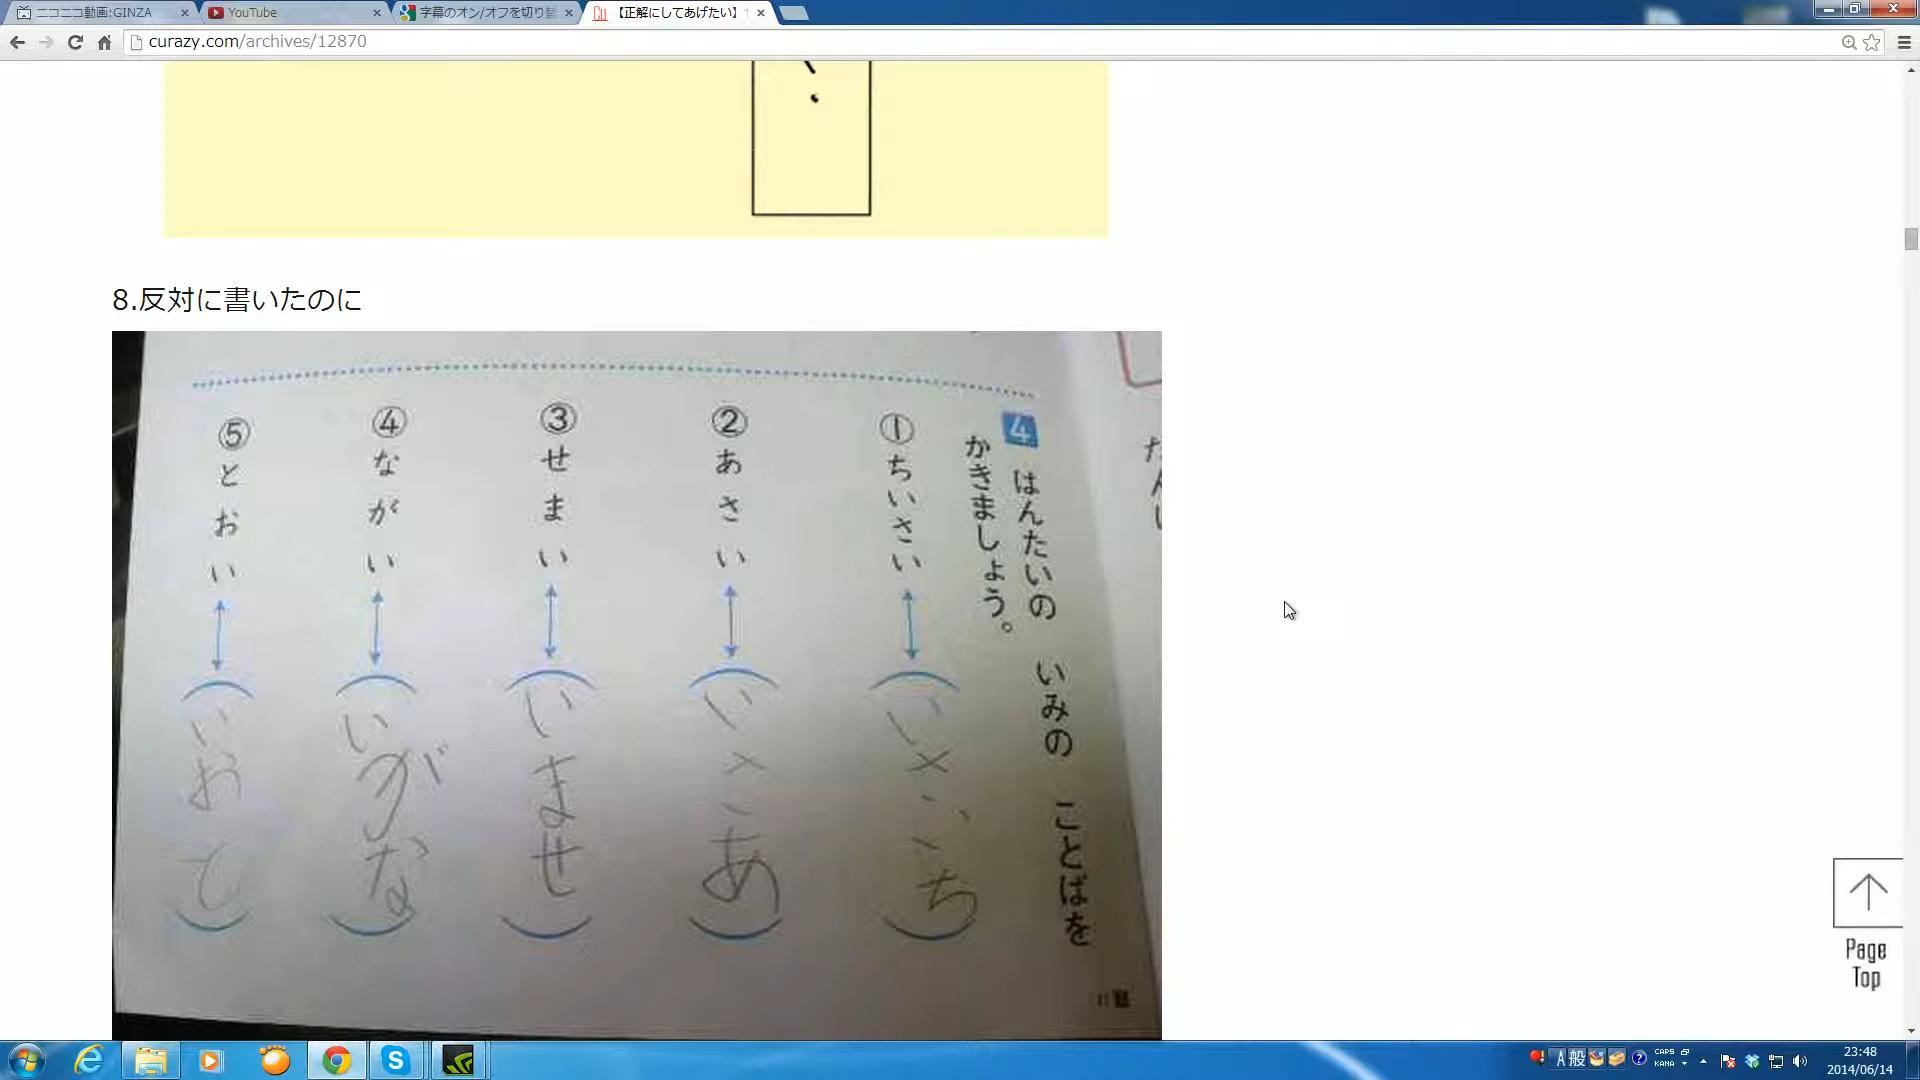 ニコニコ動画:GINZA
YouTube
字幕のオン/オフを切り替
【正解にしてあげたい】
curazy.com/archives/12870
8.反対に書いたのに
4 はんたいの いみの ことばを
かきましょう。
①ちいさい
いさいち
②あさい
いさあ
③せまい
いませ
④ながい
いがな
⑤とおい
いおと
Page
Top
A般
CAPS
KANA
23:48
2014/06/14